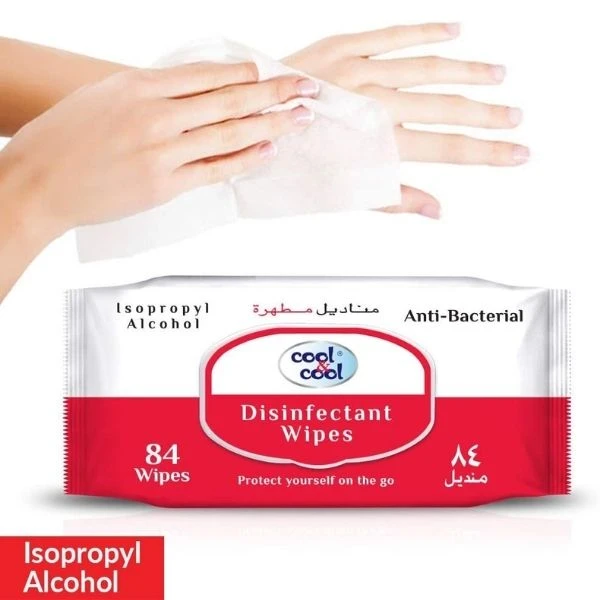 Isopropyl
Alcohol
مناديل مطهرة
Anti-Bacterial
cool®
&
cool
Disinfectant
Wipes
84
Wipes
Protect yourself on the go
٨٤
منديل
Isopropyl
Alcohol